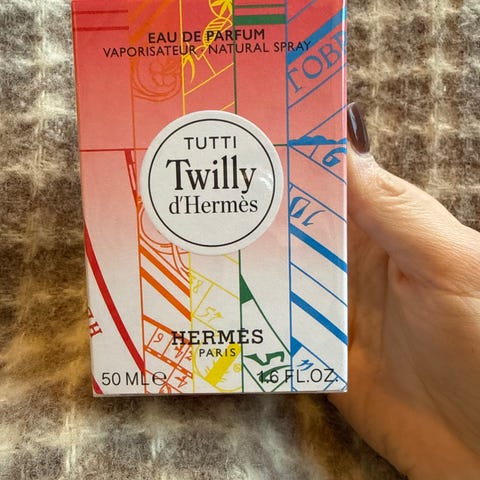 EAU DE PARFUM
VAPORISATEUR - NATURAL SPRAY
TUTTI
Twilly
d'Hermès
HERMÈS
PARIS
50 ML℮ 1.6 FL.OZ.